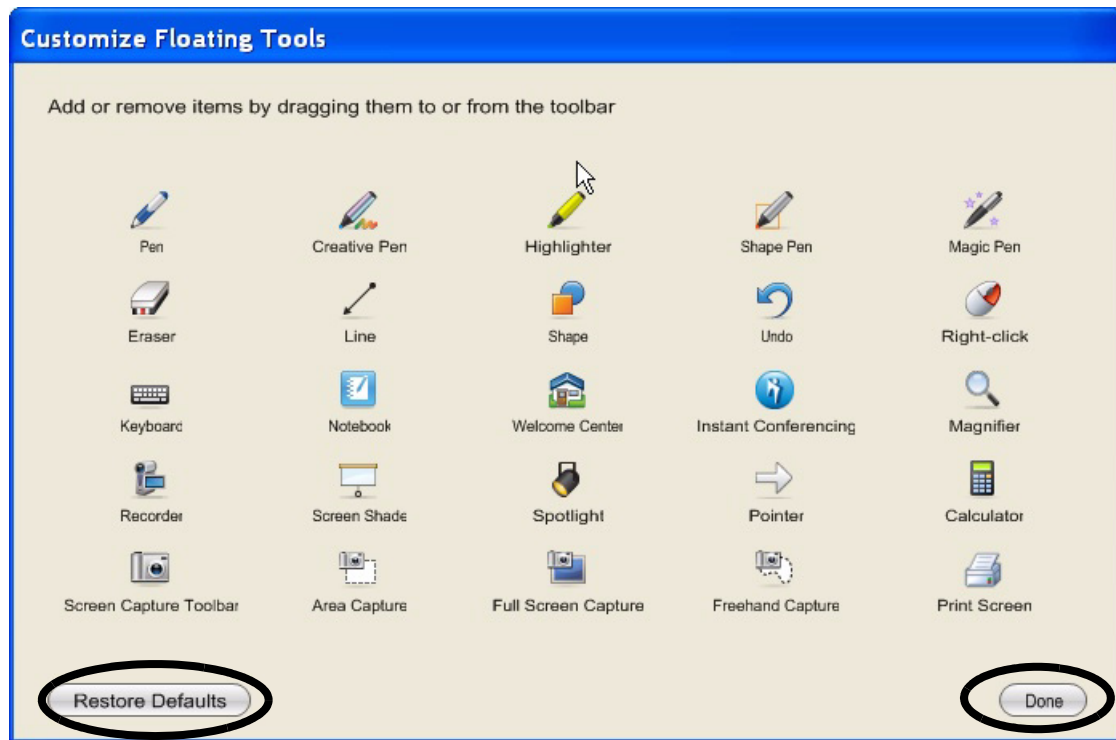 Customize Floating Tools
Add or remove items by dragging them to or from the toolbar
Pen Creative Pen Highlighter Shape Pen Magic Pen
Eraser Line Shape Undo Right-click
Keyboard Notebook Welcome Center Instant Conferencing Magnifier
Recorder Screen Shade Spotlight Pointer Calculator
Screen Capture Toolbar Area Capture Full Screen Capture Freehand Capture Print Screen
Restore Defaults Done